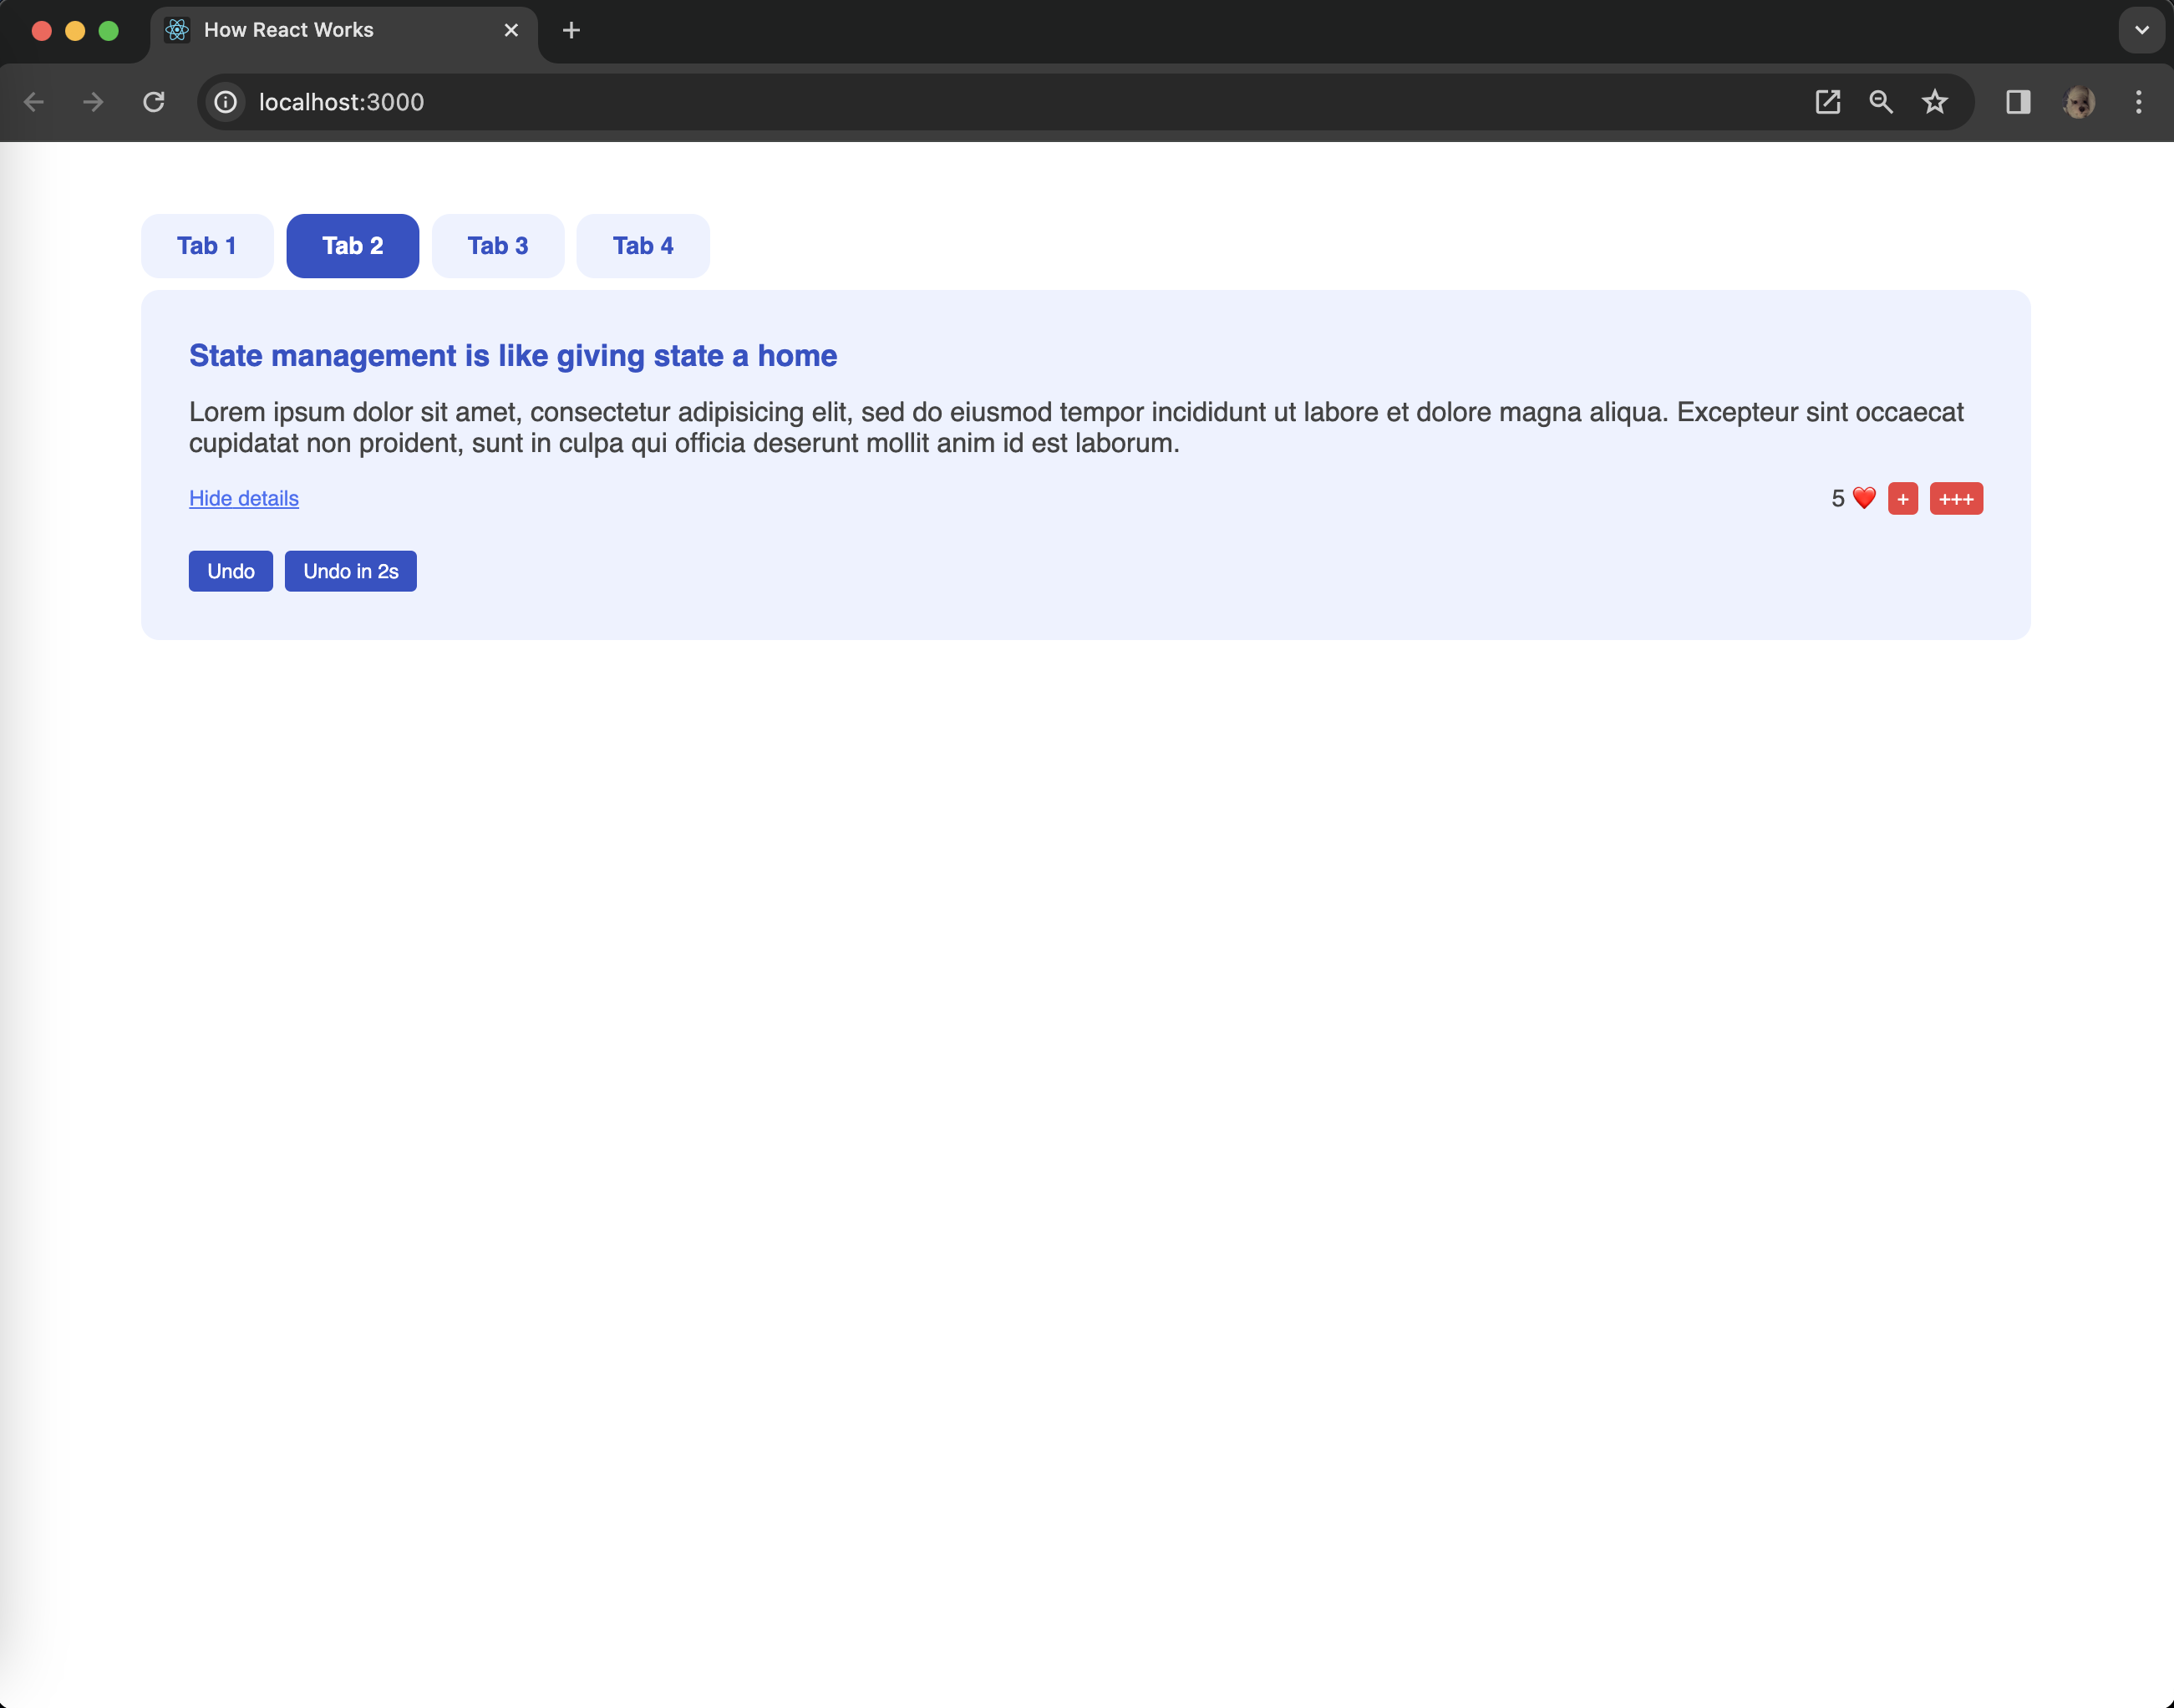 How React Works
localhost:3000
Tab 1 Tab 2 Tab 3 Tab 4
State management is like giving state a home
Lorem ipsum dolor sit amet, consectetur adipisicing elit, sed do eiusmod tempor incididunt ut labore et dolore magna aliqua. Excepteur sint occaecat
cupidatat non proident, sunt in culpa qui officia deserunt mollit anim id est laborum.
Hide details 5 ❤️ + +++
Undo Undo in 2s